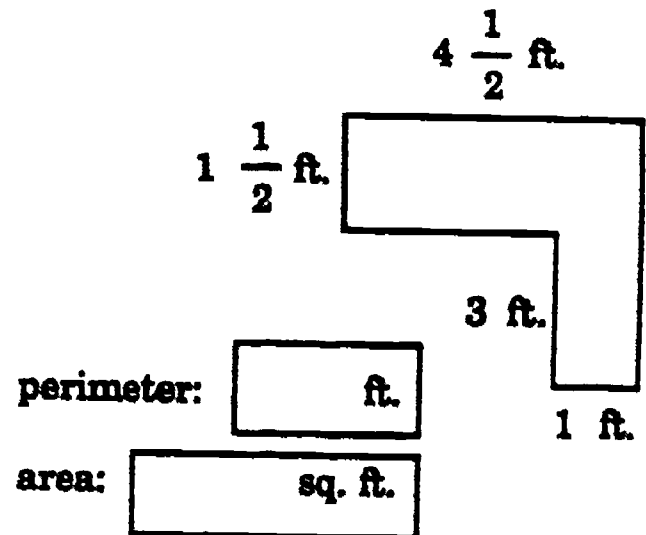 4 1/2 ft.
1 1/2 ft.
3 ft.
1 ft.
perimeter: ft.
area: sq. ft.